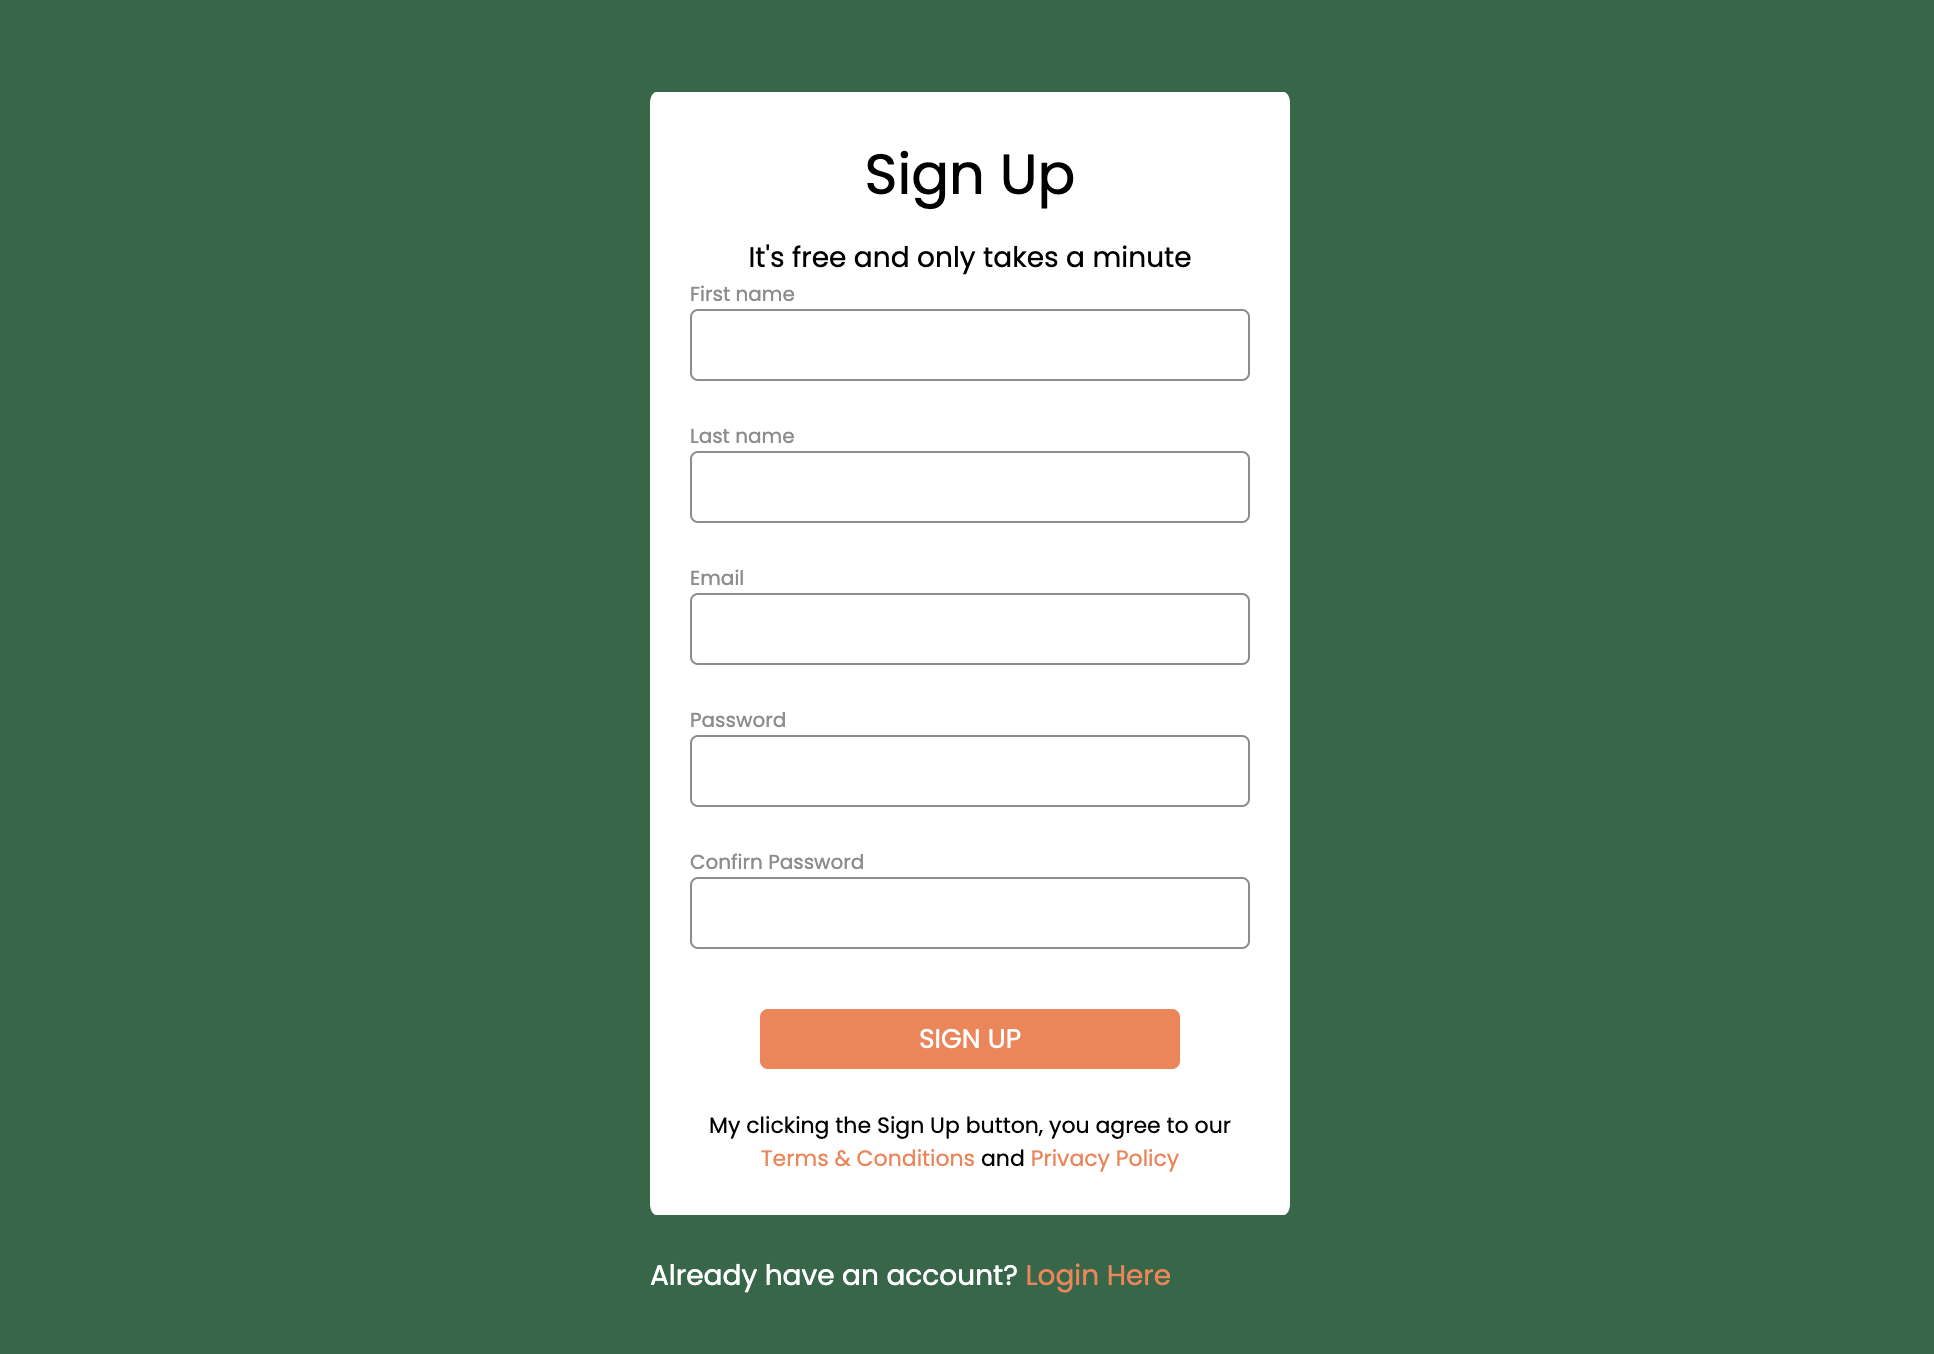 Sign Up
It's free and only takes a minute
First name
Last name
Email
Password
Confirn Password
SIGN UP
My clicking the Sign Up button, you agree to our
Terms & Conditions and Privacy Policy
Already have an account? Login Here